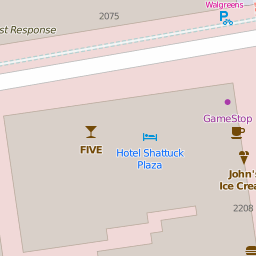 Walgreens
2075
st Response
GameStop
FIVE
Hotel Shattuck
Plaza
John's
Ice Crea
2208